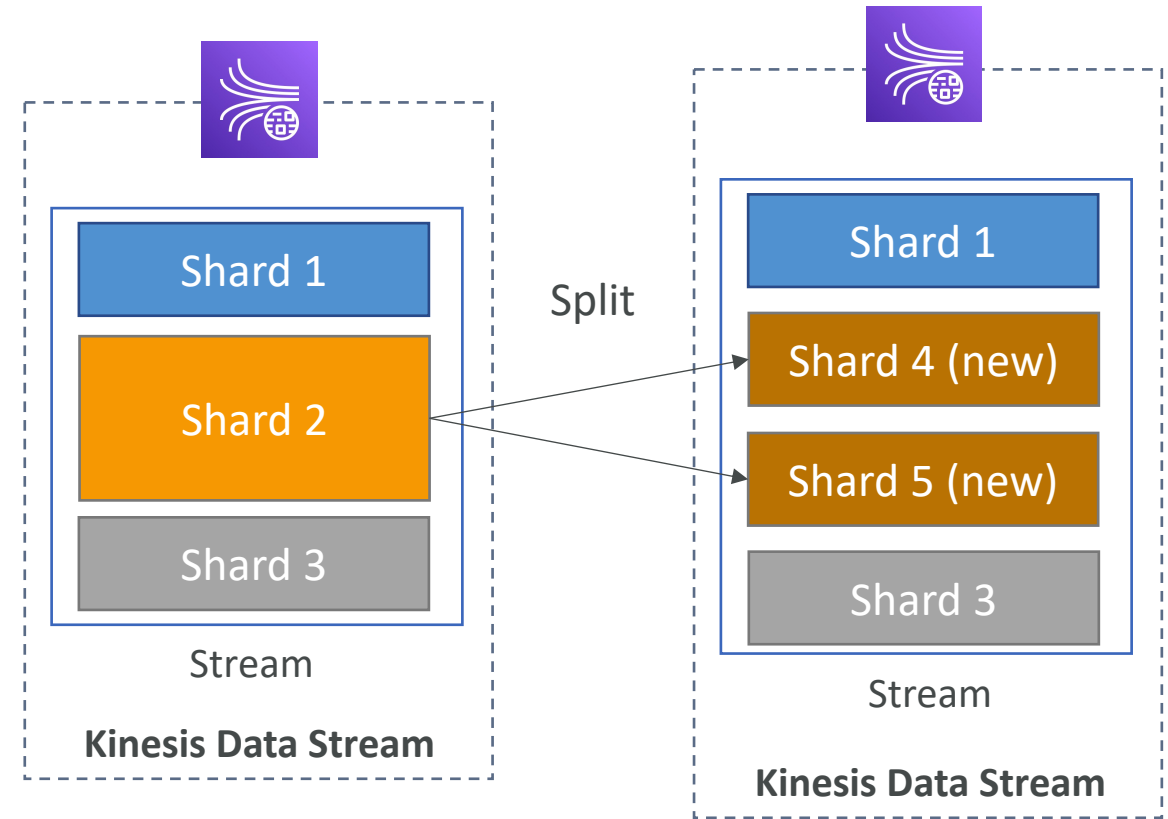 Shard 1
Shard 2
Shard 3
Stream
Kinesis Data Stream
Split
Shard 1
Shard 4 (new)
Shard 5 (new)
Shard 3
Stream
Kinesis Data Stream